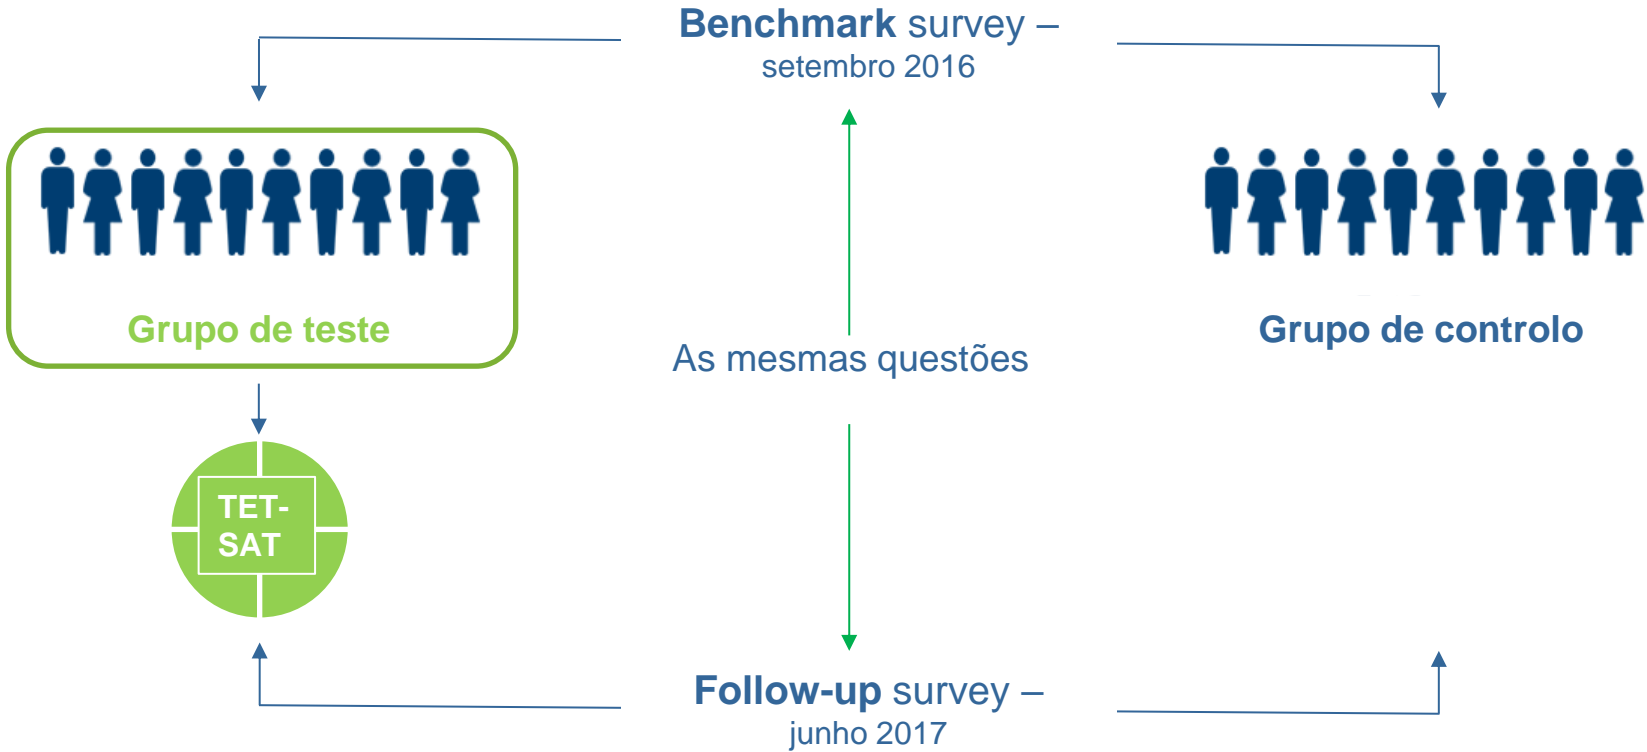 Benchmark survey –
setembro 2016
Grupo de teste
Grupo de controlo
As mesmas questões
TET-
SAT
Follow-up survey –
junho 2017